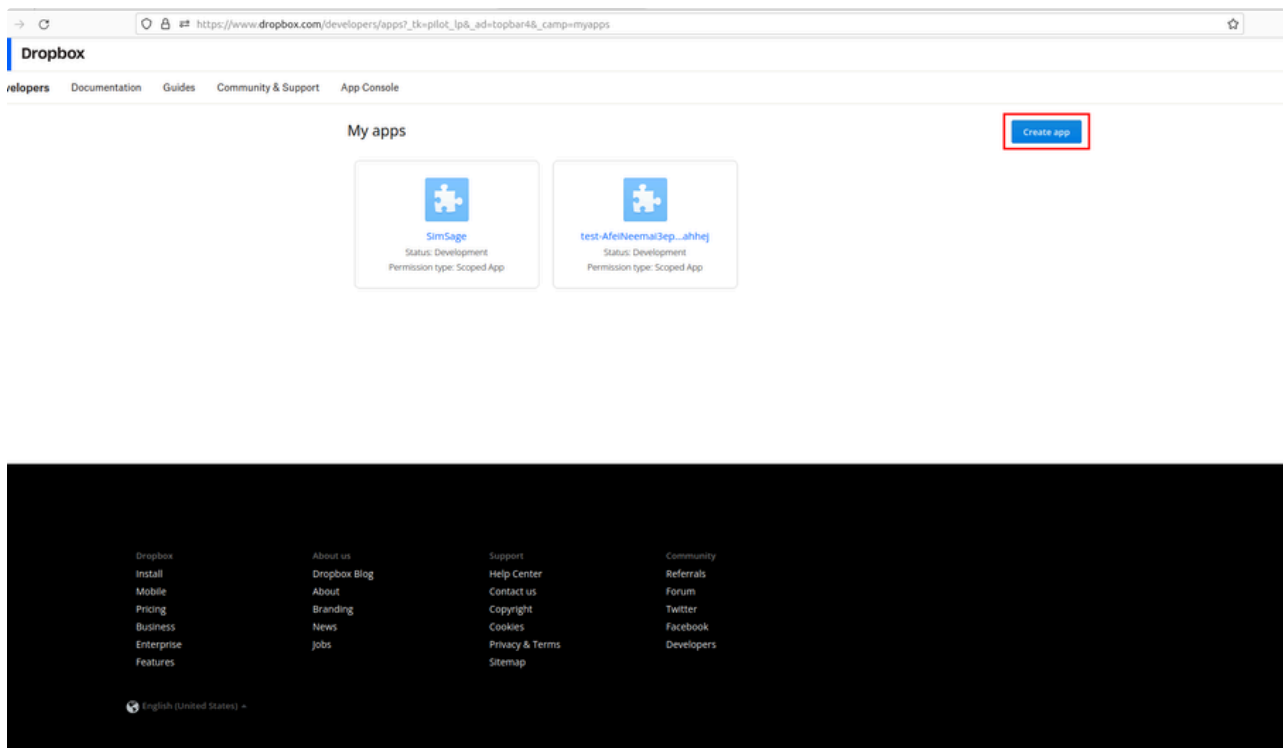 https://www.dropbox.com/developers/apps?_tk=pilot_lp&_ad=topbar4&_camp=myapps
Dropbox
velopers Documentation Guides Community & Support App Console
My apps
Create app
SimSage
Status: Development
Permission type: Scoped App
test-AfeiNeemai3ep...ahhej
Status: Development
Permission type: Scoped App
Dropbox
Install
Mobile
Pricing
Business
Enterprise
Features
About us
Dropbox Blog
About
Branding
News
Jobs
Support
Help Center
Contact us
Copyright
Cookies
Privacy & Terms
Sitemap
Community
Referrals
Forum
Twitter
Facebook
Developers
English (United States)